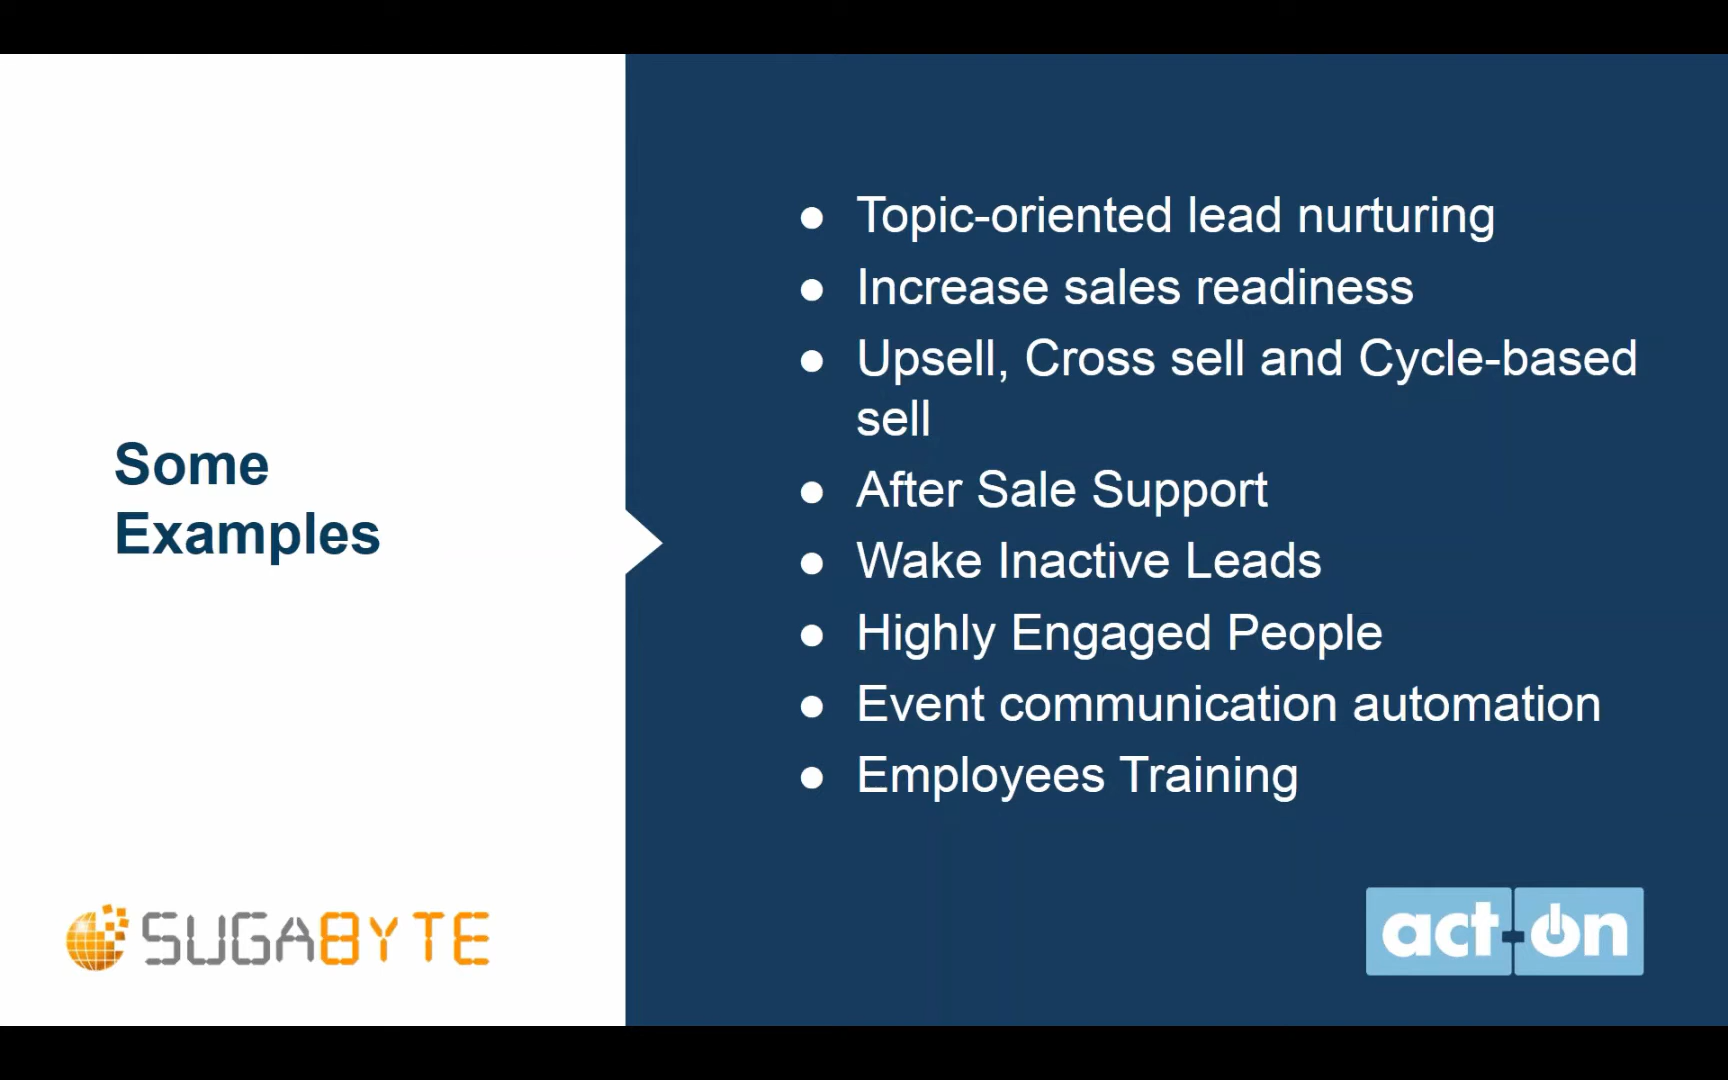 Some
Examples
● Topic-oriented lead nurturing
● Increase sales readiness
● Upsell, Cross sell and Cycle-based
sell
● After Sale Support
● Wake Inactive Leads
● Highly Engaged People
● Event communication automation
● Employees Training
SUGABYTE
act-on